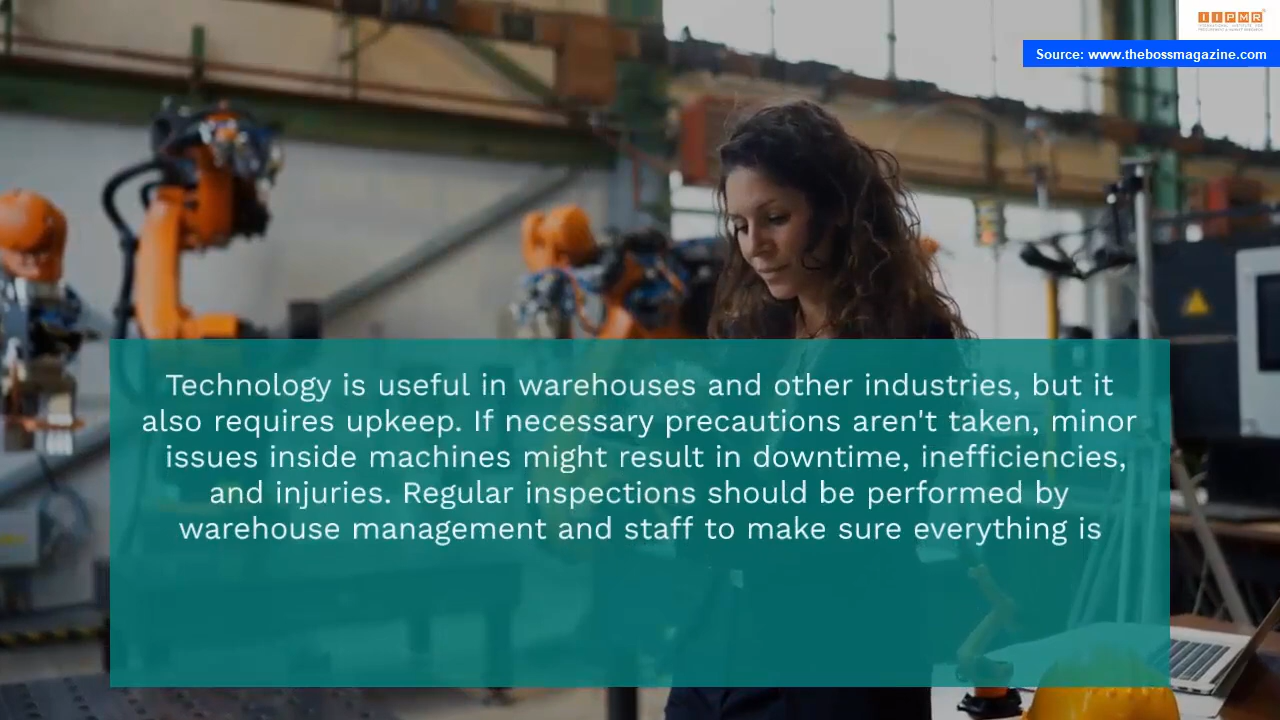 IIPMR
Source: www.thebossmagazine.com
Technology is useful in warehouses and other industries, but it
also requires upkeep. If necessary precautions aren't taken, minor
issues inside machines might result in downtime, inefficiencies,
and injuries. Regular inspections should be performed by
warehouse management and staff to make sure everything is